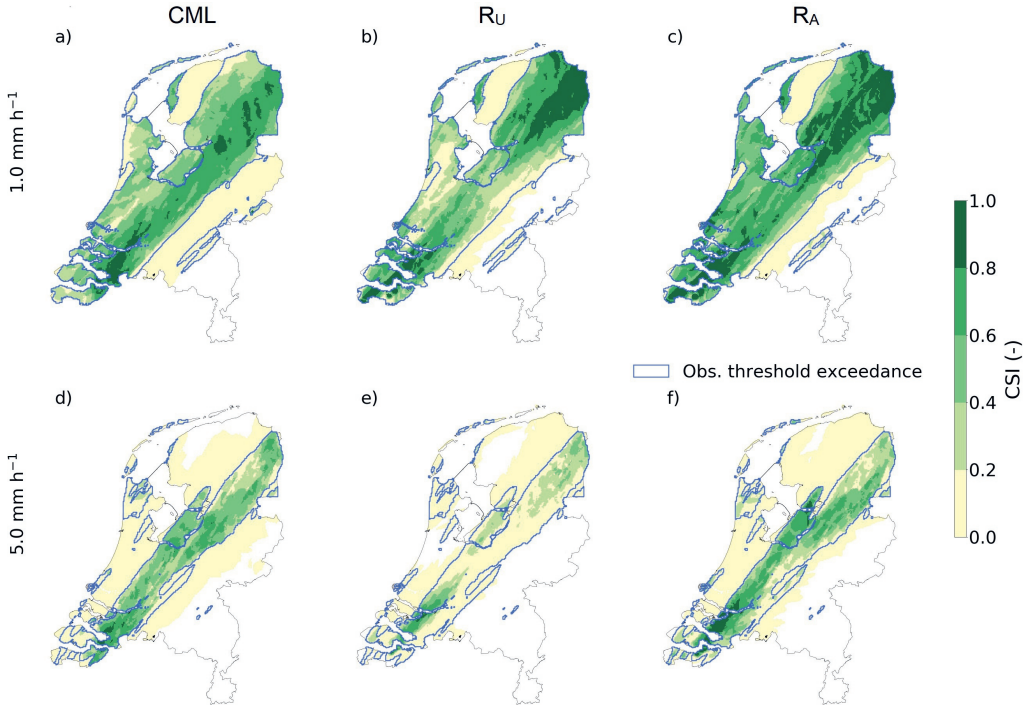 CML
R_U
R_A
a)
b)
c)
1.0 mm h⁻¹
1.0
0.8
0.6
0.4
0.2
0.0
CSI (-)
Obs. threshold exceedance
d)
e)
f)
5.0 mm h⁻¹